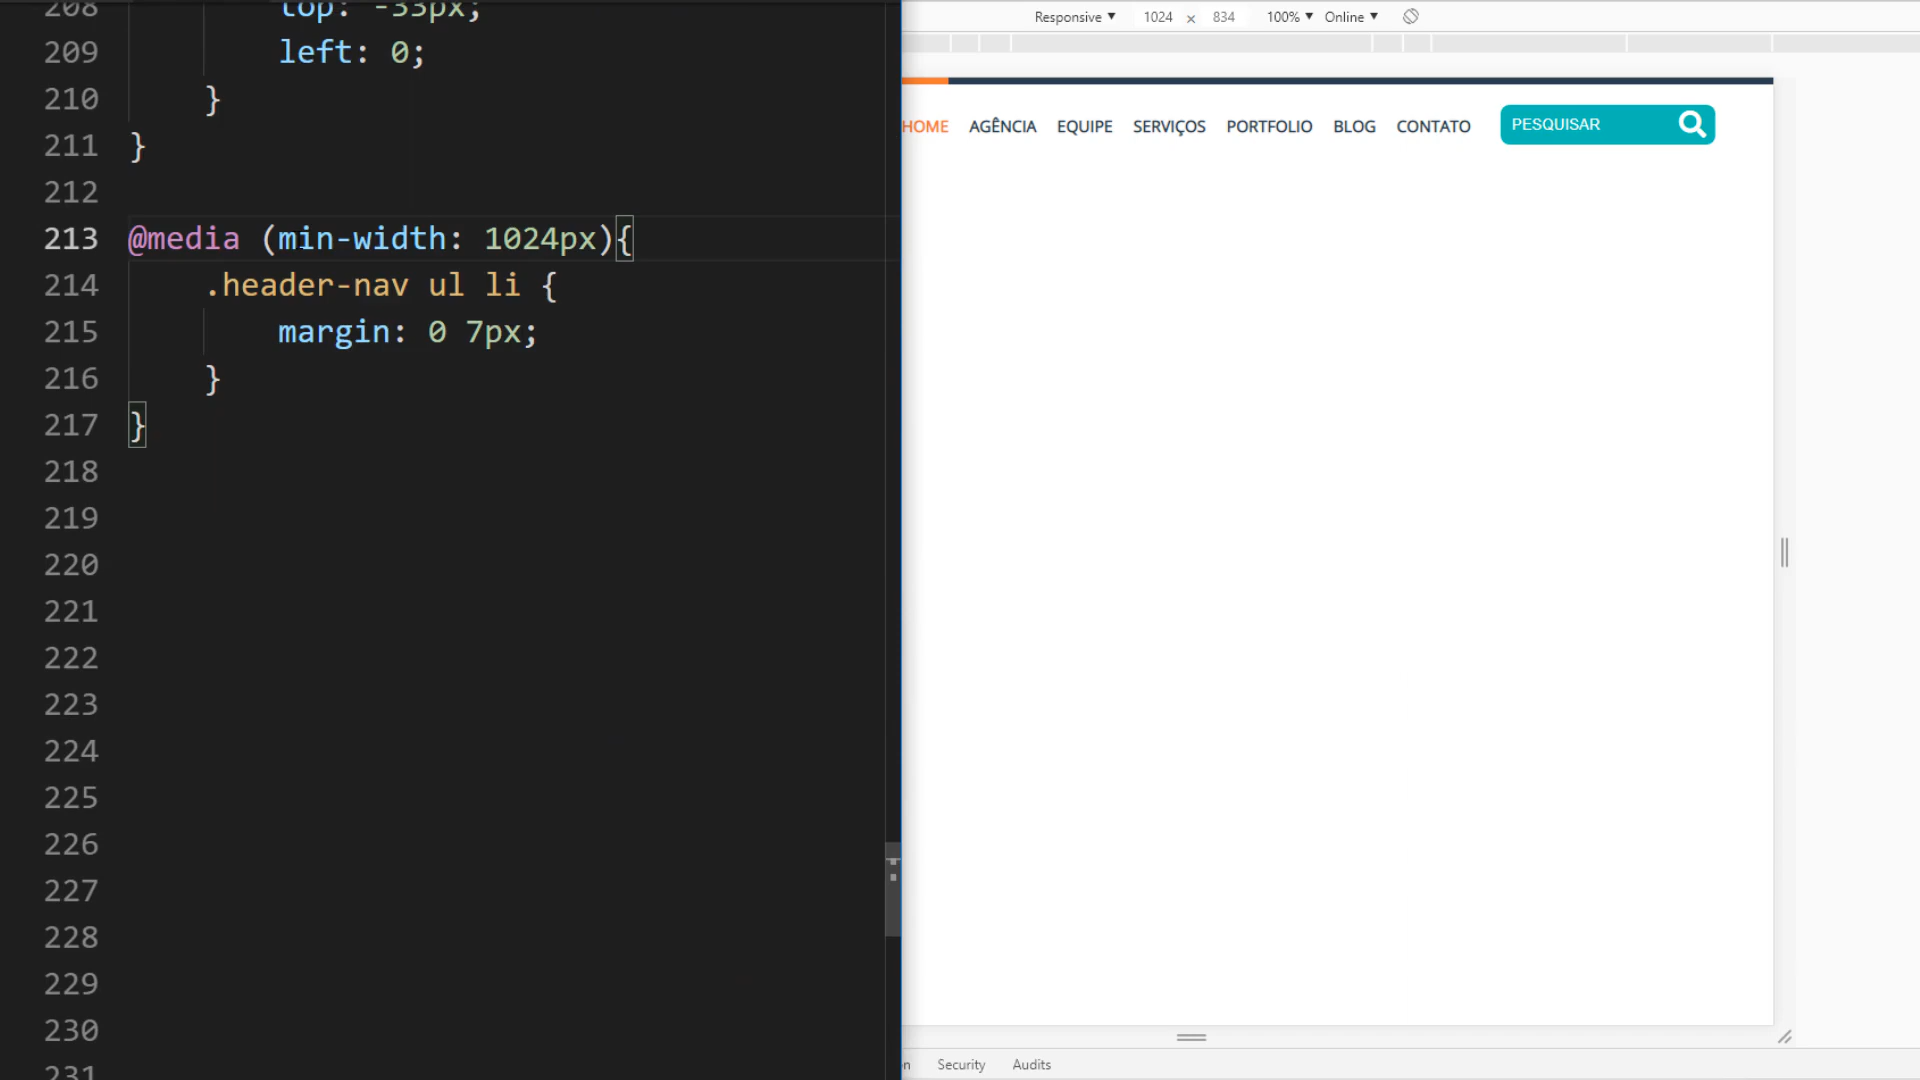 208 top: -33px;
209 left: 0;
210 }
211 }
212
213 @media (min-width: 1024px){
214 .header-nav ul li {
215 margin: 0 7px;
216 }
217 }
218
219
220
221
222
223
224
225
226
227
228
229
230
231
Responsive ▼ 1024 x 834 100% ▼ Online ▼
HOME AGÊNCIA EQUIPE SERVIÇOS PORTFOLIO BLOG CONTATO PESQUISAR
n Security Audits